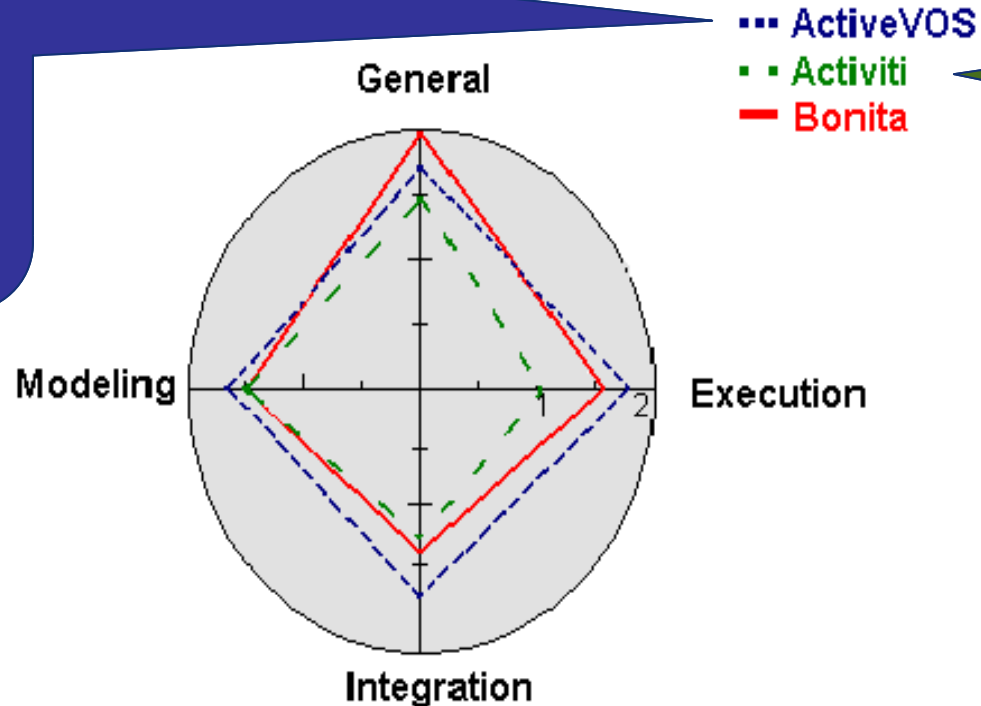 ActiveVOS
Activiti
Bonita
General
Modeling
Execution
1
2
Integration